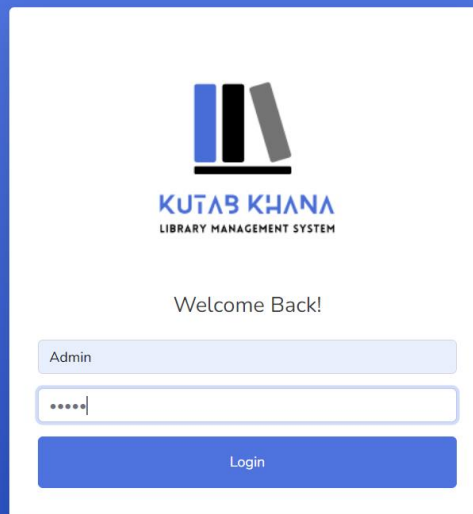 KUTAB KHANA
LIBRARY MANAGEMENT SYSTEM
Welcome Back!
Admin
•••••
Login